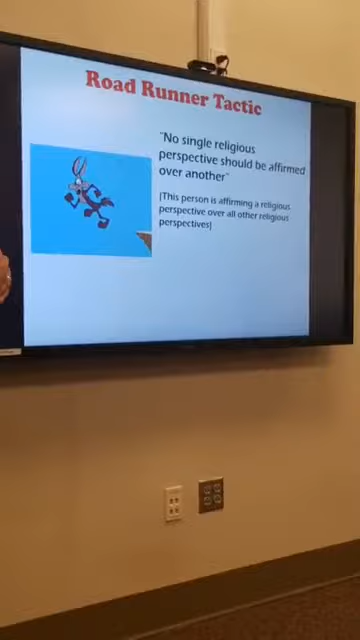 Road Runner Tactic
"No single religious
perspective should be affirmed
over another"
[This person is affirming a religious
perspective over all other religious
perspectives]